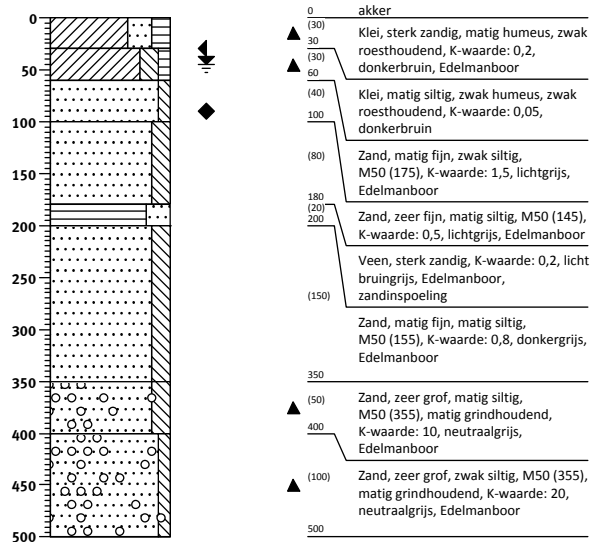 0
50
100
150
200
250
300
350
400
450
500
0 akker
(30)
30
(30)
60
(40)
100
(80)
180
(20)
200
(150)
350
(50)
400
(100)
500
Klei, sterk zandig, matig humeus, zwak
roesthoudend, K-waarde: 0,2,
donkerbruin, Edelmanboor
Klei, matig siltig, zwak humeus, zwak
roesthoudend, K-waarde: 0,05,
donkerbruin
Zand, matig fijn, zwak siltig,
M50 (175), K-waarde: 1,5, lichtgrijs,
Edelmanboor
Zand, zeer fijn, matig siltig, M50 (145),
K-waarde: 0,5, lichtgrijs, Edelmanboor
Veen, sterk zandig, K-waarde: 0,2, licht
bruingrijs, Edelmanboor,
zandinspoeling
Zand, matig fijn, matig siltig,
M50 (155), K-waarde: 0,8, donkergrijs,
Edelmanboor
Zand, zeer grof, matig siltig,
M50 (355), matig grindhoudend,
K-waarde: 10, neutraalgrijs,
Edelmanboor
Zand, zeer grof, zwak siltig, M50 (355),
matig grindhoudend, K-waarde: 20,
neutraalgrijs, Edelmanboor